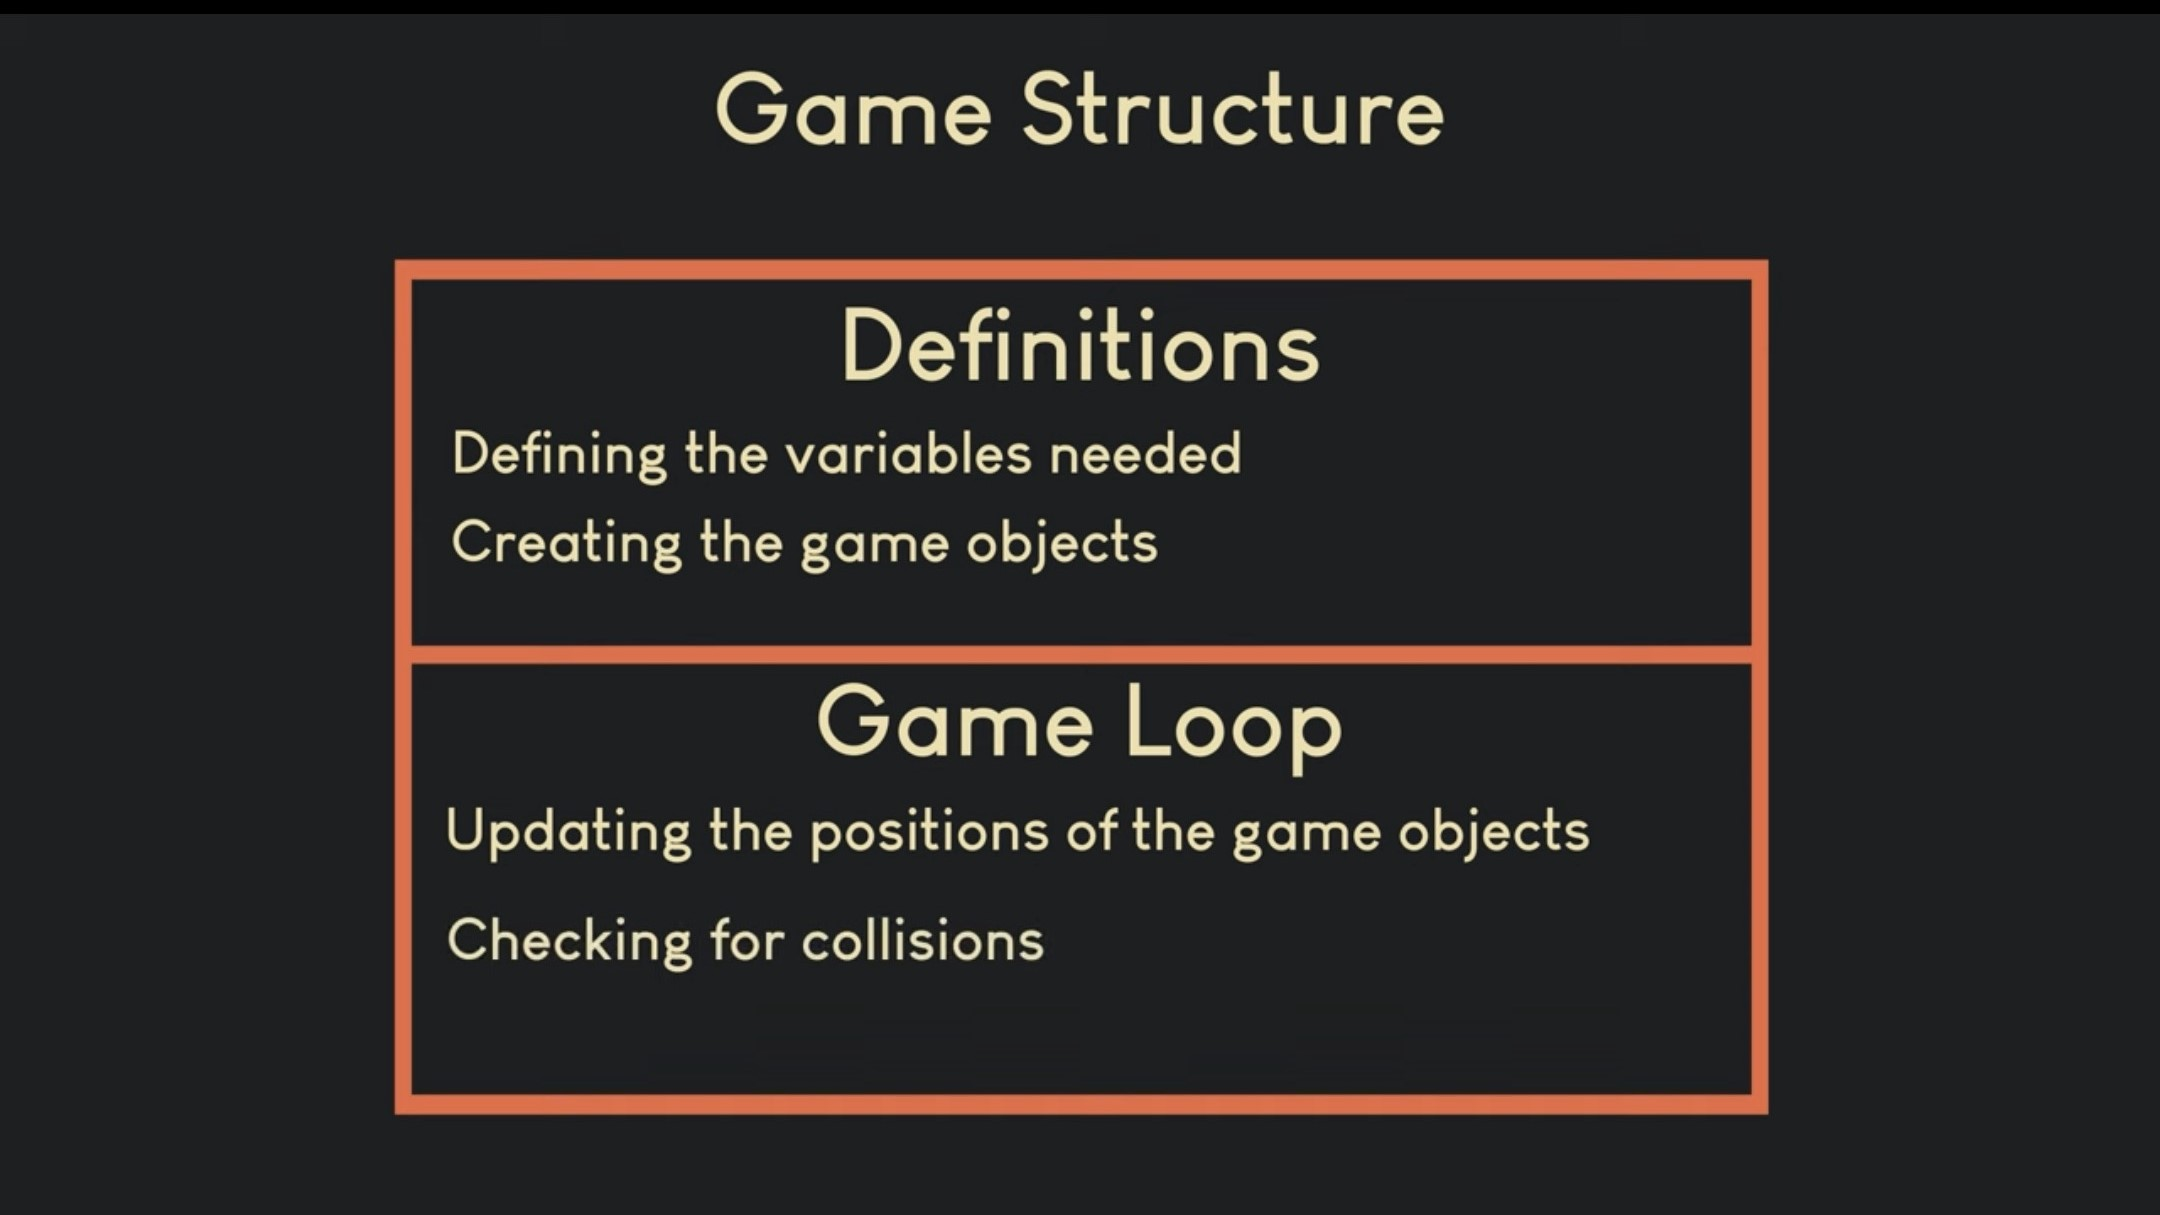 Game Structure
Definitions
Defining the variables needed
Creating the game objects
Game Loop
Updating the positions of the game objects
Checking for collisions